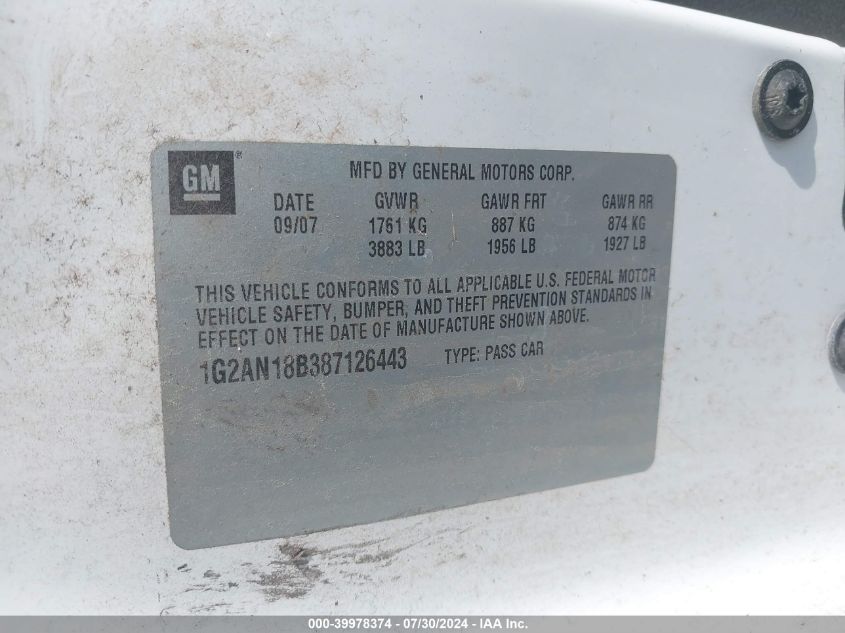 GM®
MFD BY GENERAL MOTORS CORP.
DATE GVWR GAWR FRT GAWR RR
09/07 1761 KG 887 KG 874 KG
3883 LB 1956 LB 1927 LB
THIS VEHICLE CONFORMS TO ALL APPLICABLE U.S. FEDERAL MOTOR
VEHICLE SAFETY, BUMPER, AND THEFT PREVENTION STANDARDS IN
EFFECT ON THE DATE OF MANUFACTURE SHOWN ABOVE.
1G2AN18B387126443 TYPE: PASS CAR
000-39978374 / 07/30/2024 - IAA Inc.